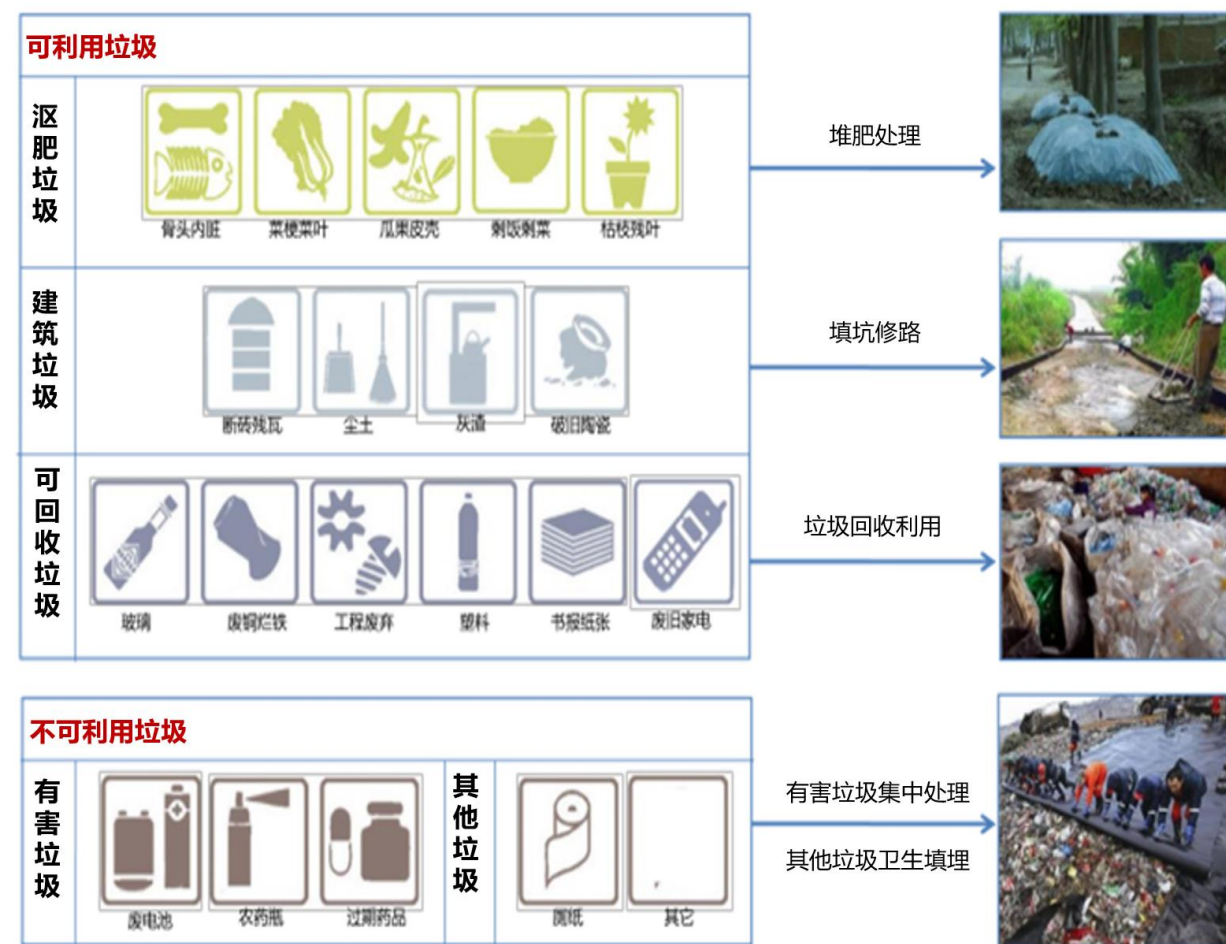 可利用垃圾
沤肥垃圾
骨头内脏 菜梗菜叶 瓜果皮壳 剩饭剩菜 枯枝残叶
堆肥处理
建筑垃圾
断砖残瓦 尘土 灰渣 破旧陶瓷
填坑修路
可回收垃圾
玻璃 废铜烂铁 工程废弃 塑料 书报纸张 废旧家电
垃圾回收利用
不可利用垃圾
有害垃圾
废电池 农药瓶 过期药品
其他垃圾
厕纸 其它
有害垃圾集中处理
其他垃圾卫生填埋